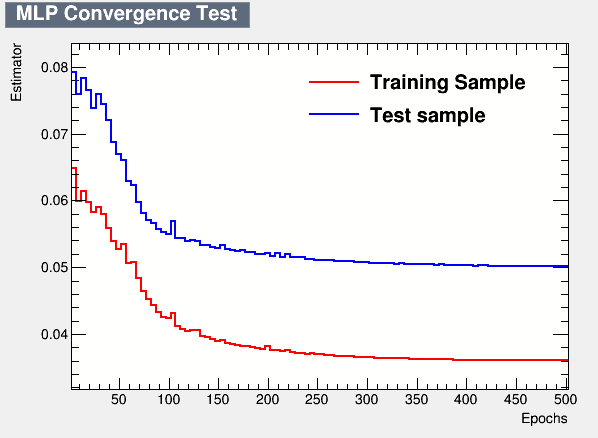 MLP Convergence Test
Estimator
0.08
0.07
0.06
0.05
0.04
Training Sample
Test sample
50 100 150 200 250 300 350 400 450 500
Epochs